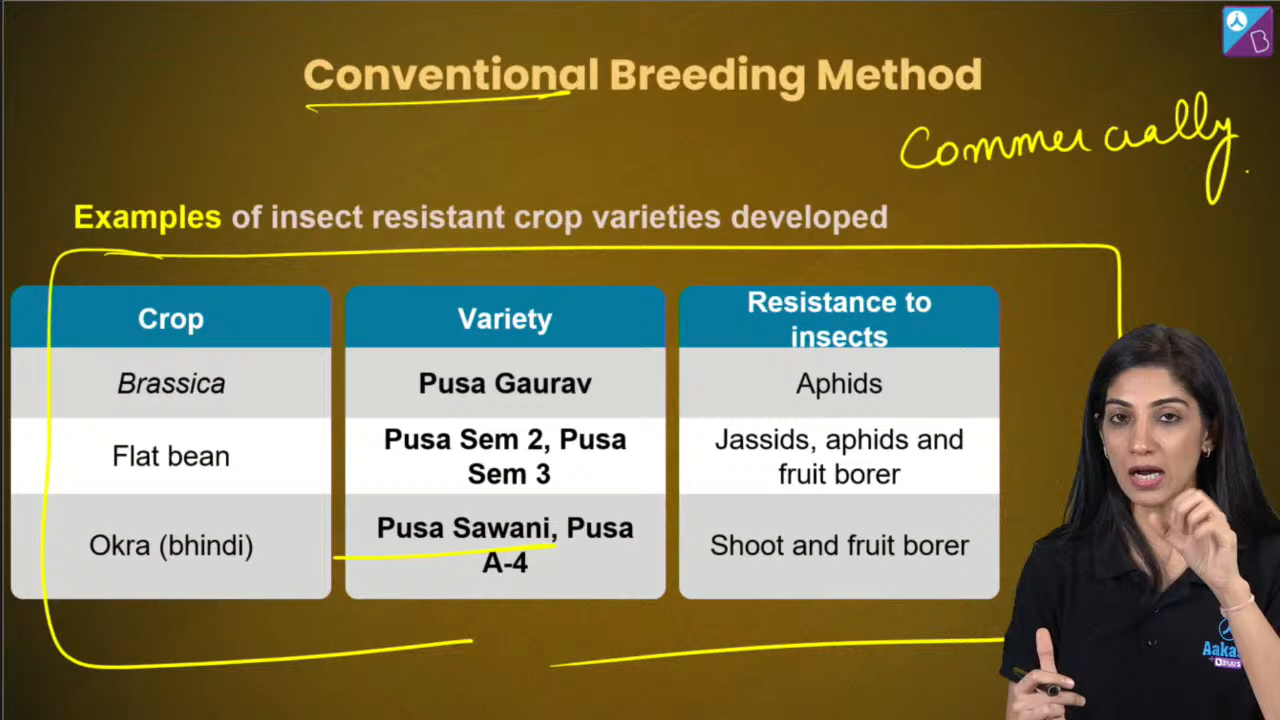 Conventional Breeding Method
Commercially
Examples of insect resistant crop varieties developed
Crop
Variety
Resistance to
insects
Brassica
Pusa Gaurav
Aphids
Flat bean
Pusa Sem 2, Pusa
Sem 3
Jassids, aphids and
fruit borer
Okra (bhindi)
Pusa Sawani, Pusa
A-4
Shoot and fruit borer
B